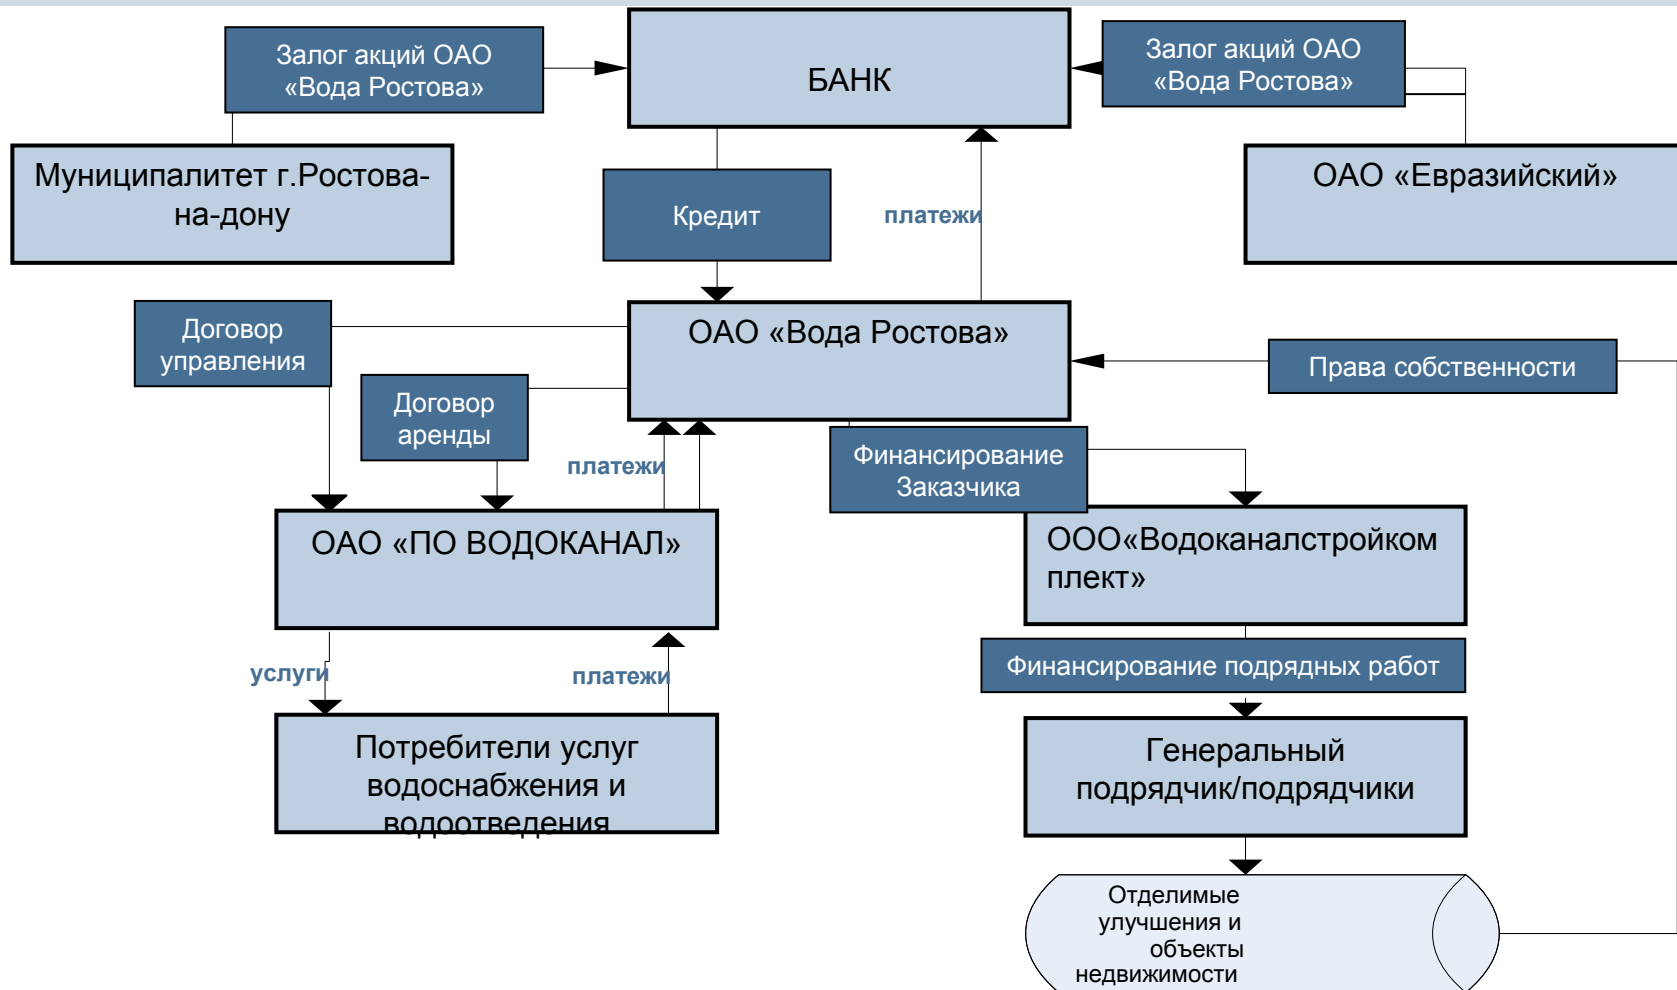 Залог акций ОАО
«Вода Ростова»
БАНК
Залог акций ОАО
«Вода Ростова»
Муниципалитет г.Ростова-
на-дону
Кредит
платежи
ОАО «Евразийский»
Договор
управления
ОАО «Вода Ростова»
Права собственности
Договор
аренды
платежи
Финансирование
Заказчика
ОАО «ПО ВОДОКАНАЛ»
ООО«Водоканалстройком
плект»
услуги
платежи
Финансирование подрядных работ
Потребители услуг
водоснабжения и
водоотведения
Генеральный
подрядчик/подрядчики
Отделимые
улучшения и
объекты
недвижимости